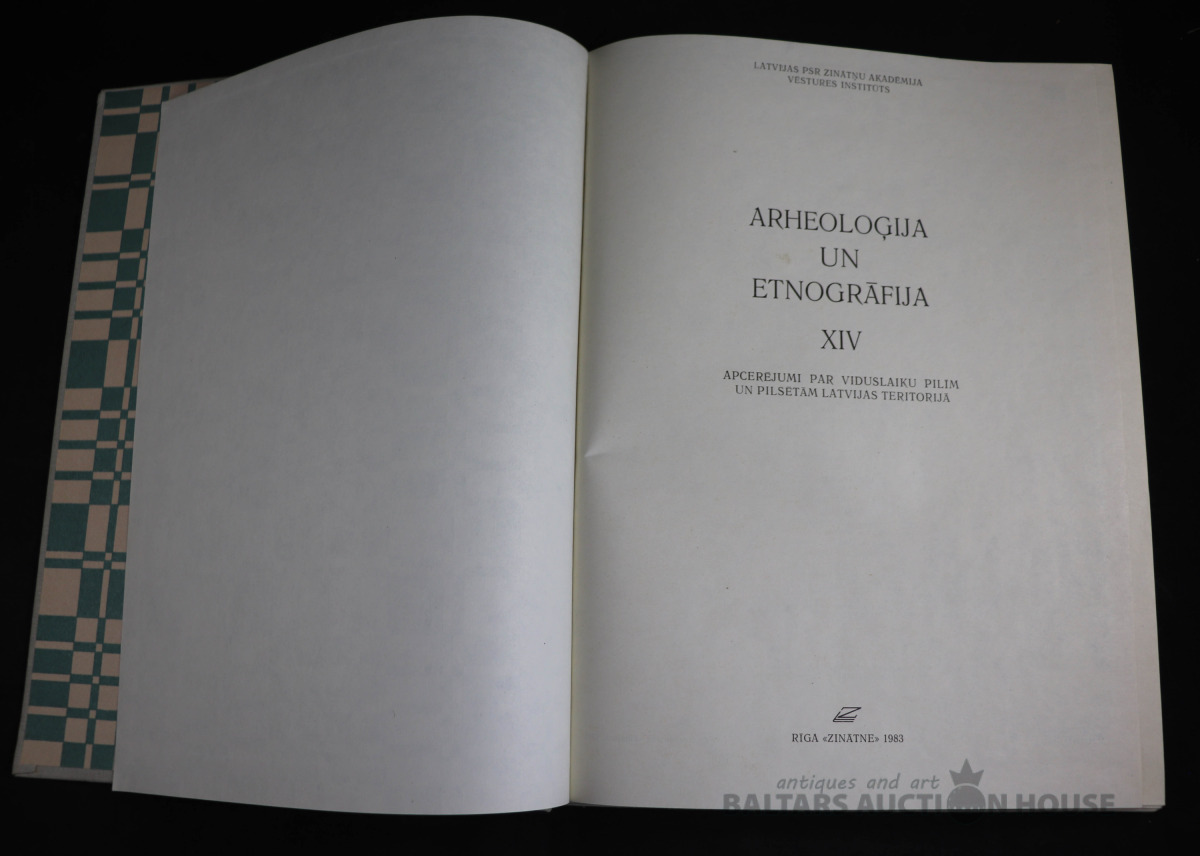 LATVIJAS PSR ZINĀTŅU AKADĒMIJA
VĒSTURES INSTITŪTS
ARHEOLOĢIJA
UN
ETNOGRĀFIJA
XIV
APCERĒJUMI PAR VIDUSLAIKU PILĪM
UN PILSĒTĀM LATVIJAS TERITORIJĀ
RĪGA «ZINĀTNE» 1983
antiques and art
BALTARS AUCTION HOUSE